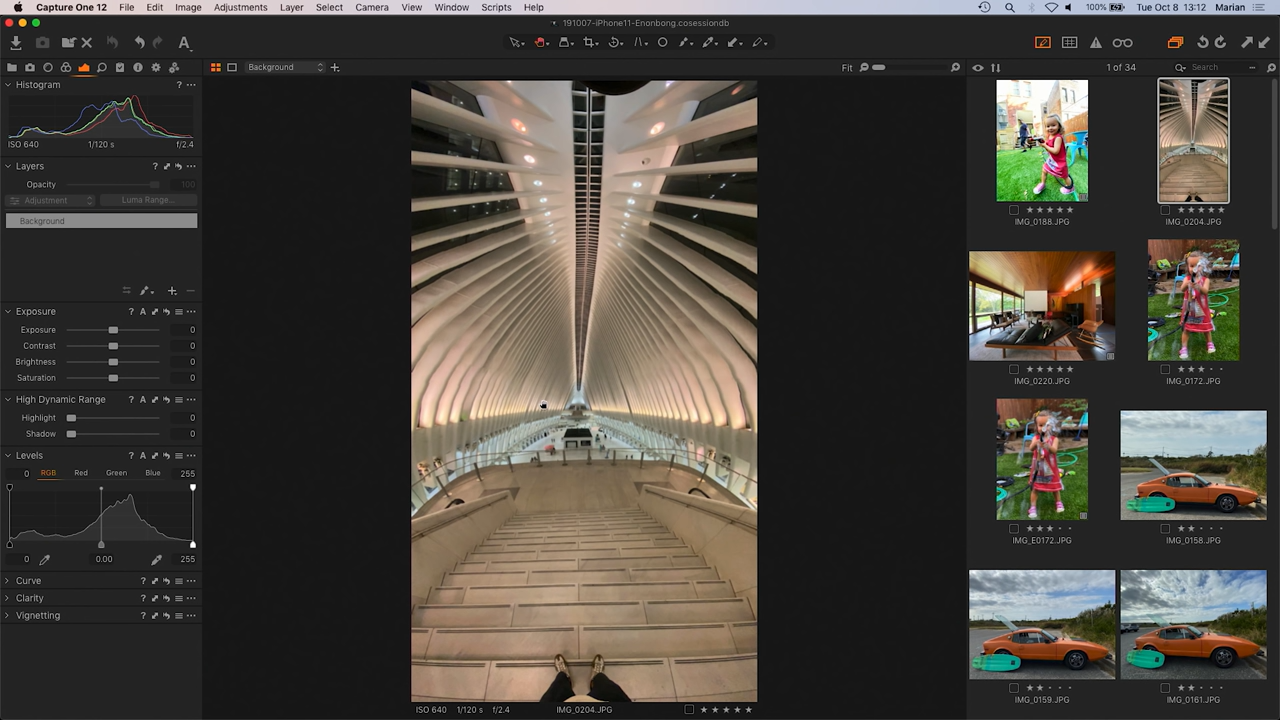 Capture One 12 File Edit Image Adjustments Layer Select Camera View Window Scripts Help 100% Tue Oct 8 13:12 Marian
191007-iPhone11-Enonbong.cosessiondb
Background Fit 1 of 34 Search
Histogram
ISO 640 1/120 s f/2.4
Layers
Opacity 100
Adjustment Luma Range...
Background
Exposure
Exposure 0
Contrast 0
Brightness 0
Saturation 0
High Dynamic Range
Highlight 0
Shadow 0
Levels
0 RGB Red Green Blue 255
0 0.00 255
Curve
Clarity
Vignetting
ISO 640 1/120 s f/2.4 IMG_0204.JPG
IMG_0188.JPG IMG_0204.JPG
IMG_0220.JPG IMG_0172.JPG
IMG_E0172.JPG IMG_0158.JPG
IMG_0159.JPG IMG_0161.JPG